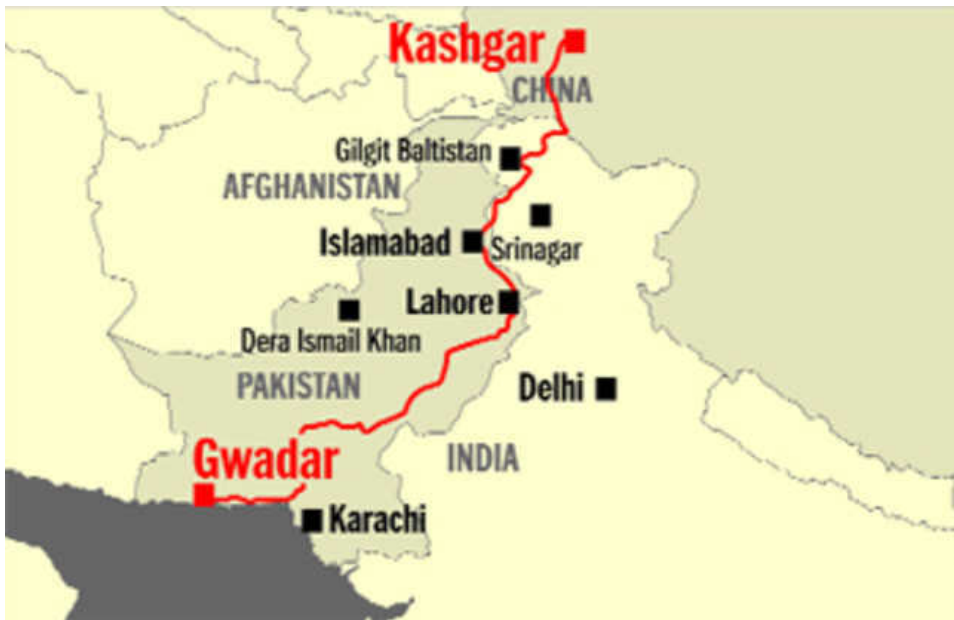 Kashgar
CHINA
Gilgit Baltistan
AFGHANISTAN
Islamabad
Srinagar
Lahore
Dera Ismail Khan
PAKISTAN
Delhi
Gwadar
INDIA
Karachi